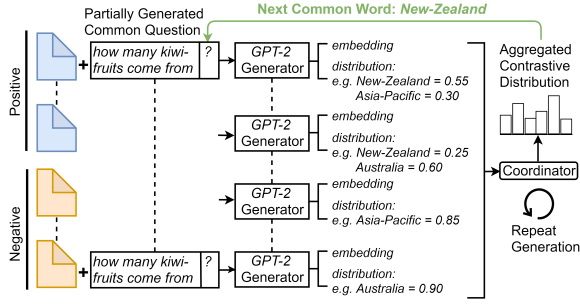 Partially Generated
Common Question
Next Common Word: New-Zealand
Positive
+
how many kiwi-
fruits come from
?
GPT-2
Generator
embedding
distribution:
e.g. New-Zealand = 0.55
Asia-Pacific = 0.30
GPT-2
Generator
embedding
distribution:
e.g. New-Zealand = 0.25
Australia = 0.60
Negative
GPT-2
Generator
embedding
distribution:
e.g. Asia-Pacific = 0.85
+
how many kiwi-
fruits come from
?
GPT-2
Generator
embedding
distribution:
e.g. Australia = 0.90
Aggregated
Contrastive
Distribution
Coordinator
Repeat
Generation